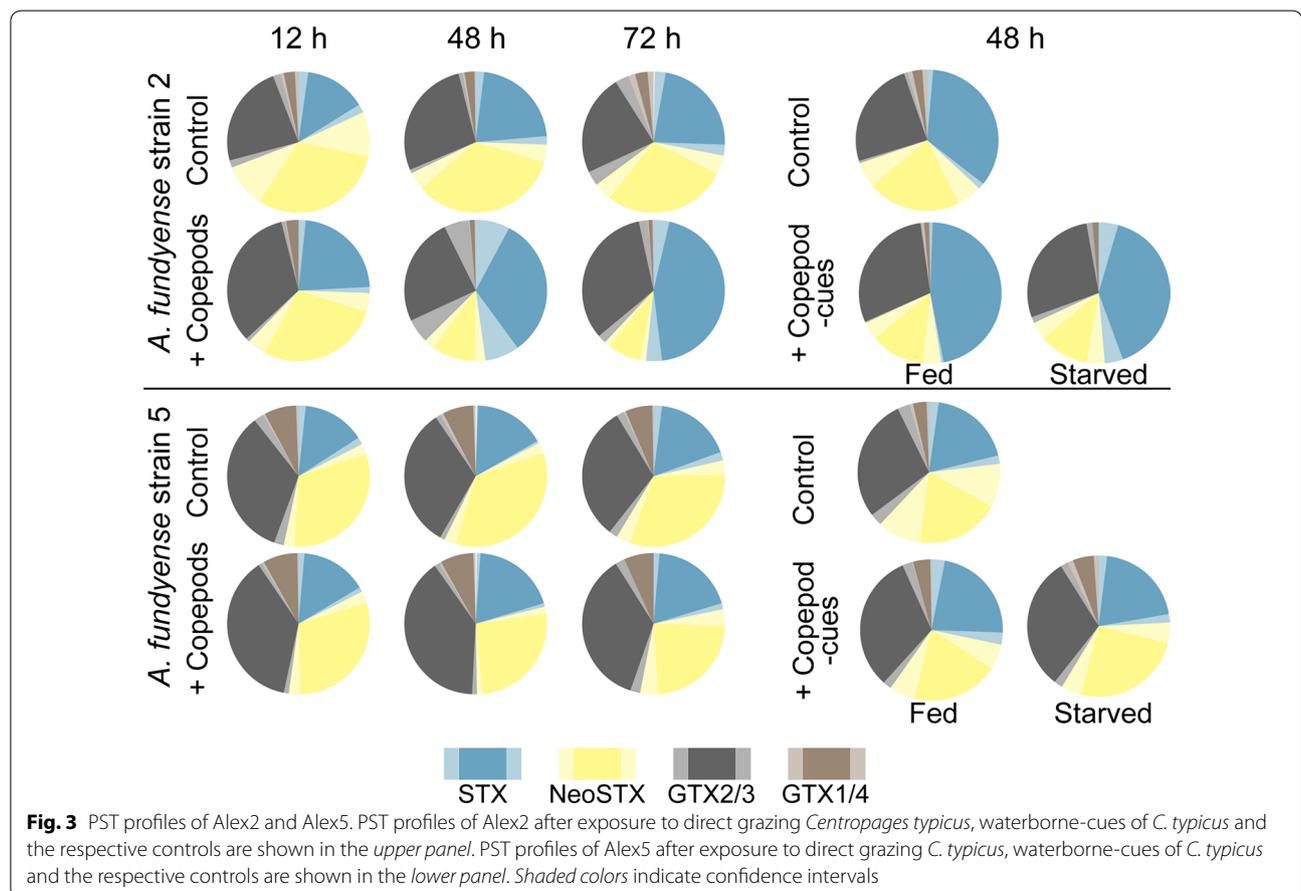 12 h 48 h 72 h 48 h
A. fundyense strain 2
Control
Control
+ Copepods
+ Copepod
-cues
Fed Starved
A. fundyense strain 5
Control
Control
+ Copepods
+ Copepod
-cues
Fed Starved
STX NeoSTX GTX2/3 GTX1/4
Fig. 3 PST profiles of Alex2 and Alex5. PST profiles of Alex2 after exposure to direct grazing Centropages typicus, waterborne-cues of C. typicus and
the respective controls are shown in the upper panel. PST profiles of Alex5 after exposure to direct grazing C. typicus, waterborne-cues of C. typicus
and the respective controls are shown in the lower panel. Shaded colors indicate confidence intervals